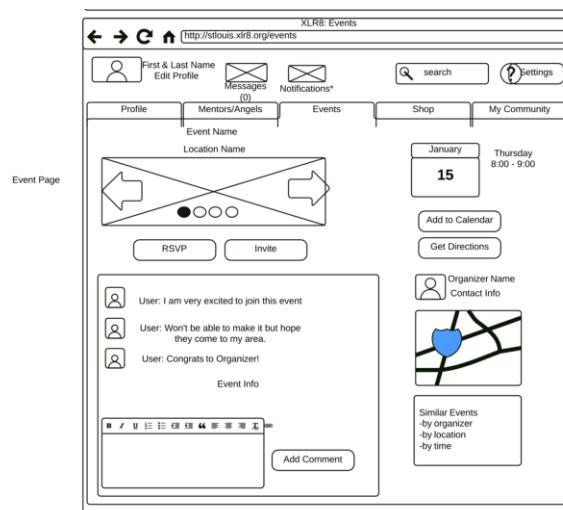 XLR8: Events
http://stlouis.xlr8.org/events
First & Last Name
Edit Profile
Messages
(0)
Notifications*
search
?
Settings
Profile
Mentors/Angels
Events
Shop
My Community
Event Name
Location Name
January
15
Thursday
8:00 - 9:00
Event Page
Add to Calendar
RSVP
Invite
Get Directions
Organizer Name
Contact Info
User: I am very excited to join this event
User: Won't be able to make it but hope
they come to my area.
User: Congrats to Organizer!
Event Info
Similar Events
-by organizer
-by location
-by time
B I U
Add Comment